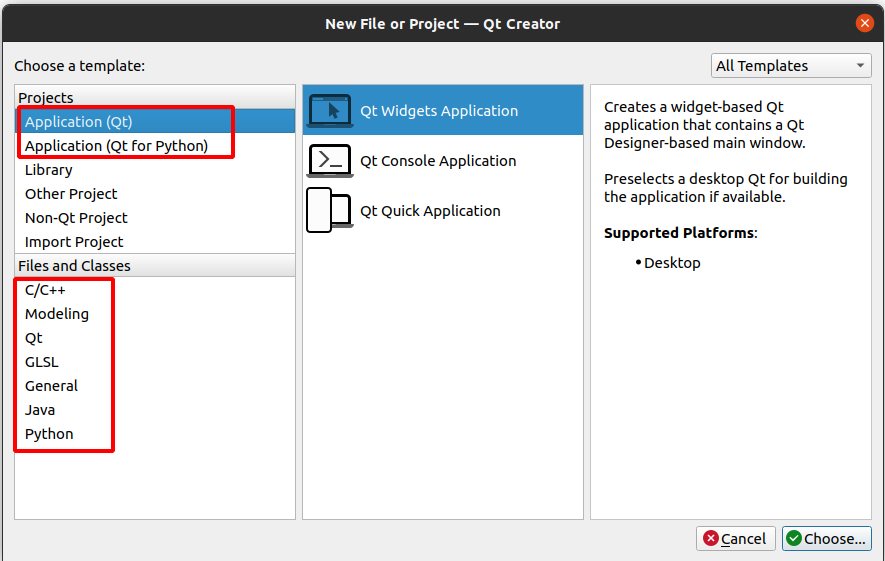 New File or Project — Qt Creator
Choose a template:
All Templates
Projects
Application (Qt)
Application (Qt for Python)
Library
Other Project
Non-Qt Project
Import Project
Files and Classes
C/C++
Modeling
Qt
GLSL
General
Java
Python
Qt Widgets Application
Qt Console Application
Qt Quick Application
Creates a widget-based Qt
application that contains a Qt
Designer-based main window.
Preselects a desktop Qt for building
the application if available.
Supported Platforms:
• Desktop
Cancel
Choose...